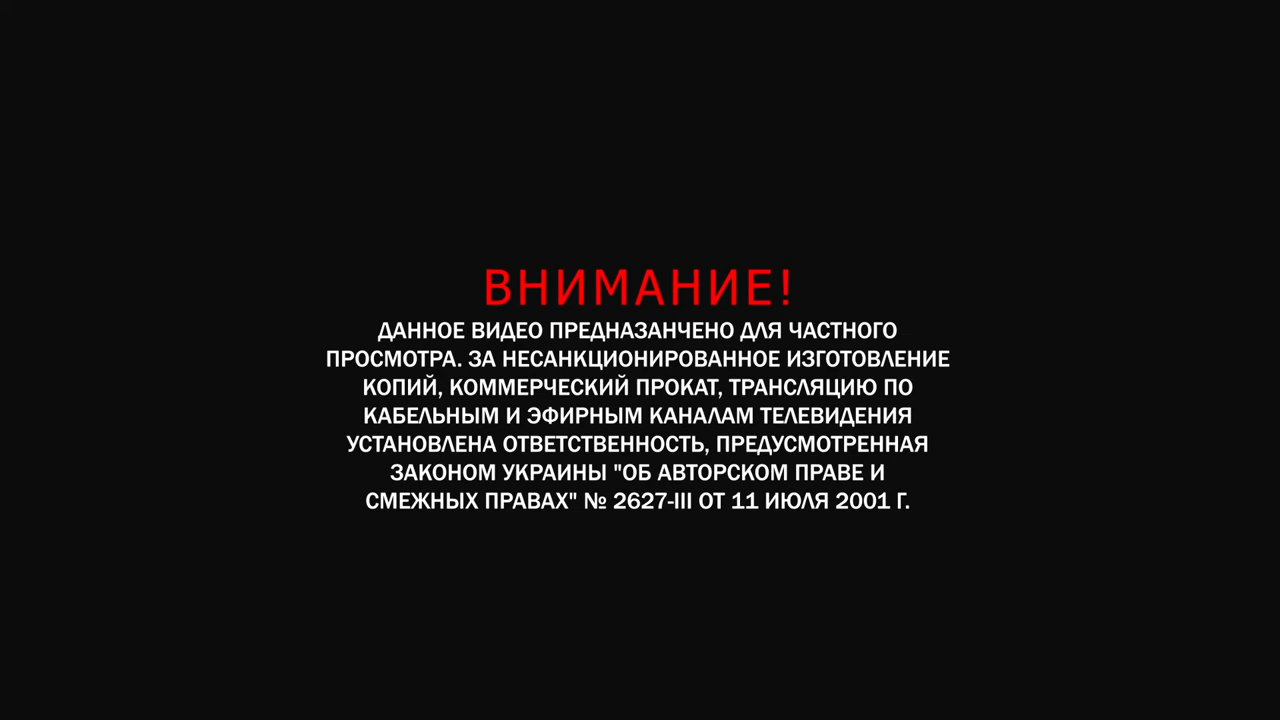 ВНИМАНИЕ!
ДАННОЕ ВИДЕО ПРЕДНАЗАНЧЕНО ДЛЯ ЧАСТНОГО
ПРОСМОТРА. ЗА НЕСАНКЦИОНИРОВАННОЕ ИЗГОТОВЛЕНИЕ
КОПИЙ, КОММЕРЧЕСКИЙ ПРОКАТ, ТРАНСЛЯЦИЮ ПО
КАБЕЛЬНЫМ И ЭФИРНЫМ КАНАЛАМ ТЕЛЕВИДЕНИЯ
УСТАНОВЛЕНА ОТВЕТСТВЕННОСТЬ, ПРЕДУСМОТРЕННАЯ
ЗАКОНОМ УКРАИНЫ "ОБ АВТОРСКОМ ПРАВЕ И
СМЕЖНЫХ ПРАВАХ" № 2627-III ОТ 11 ИЮЛЯ 2001 Г.